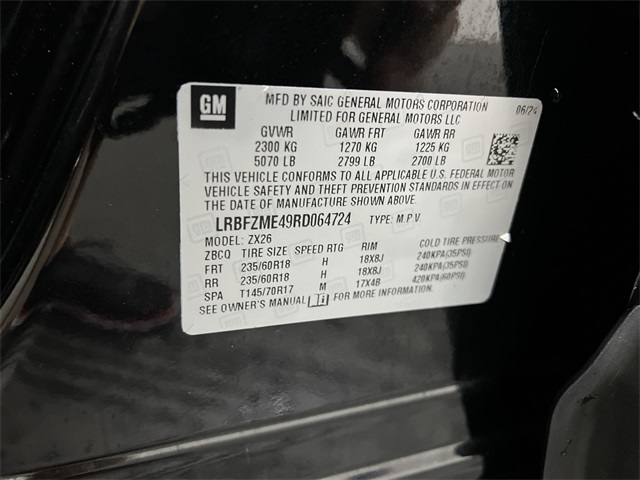 GM
MFD BY SAIC GENERAL MOTORS CORPORATION 06/24
LIMITED FOR GENERAL MOTORS LLC
GVWR GAWR FRT GAWR RR
2300 KG 1270 KG 1225 KG
5070 LB 2799 LB 2700 LB
THIS VEHICLE CONFORMS TO ALL APPLICABLE U.S. FEDERAL MOTOR
VEHICLE SAFETY AND THEFT PREVENTION STANDARDS IN EFFECT ON
THE DATE OF MANUFACTURE SHOWN ABOVE.
LRBFZME49RD064724 TYPE: M.P.V
MODEL: ZX26
ZBCQ TIRE SIZE SPEED RTG RIM COLD TIRE PRESSURE
FRT 235/60R18 H 18X8J 240KPA(35PSI)
RR 235/60R18 H 18X8J 240KPA(35PSI)
SPA T145/70R17 M 17X4B 420KPA(60PSI)
SEE OWNER'S MANUAL FOR MORE INFORMATION.